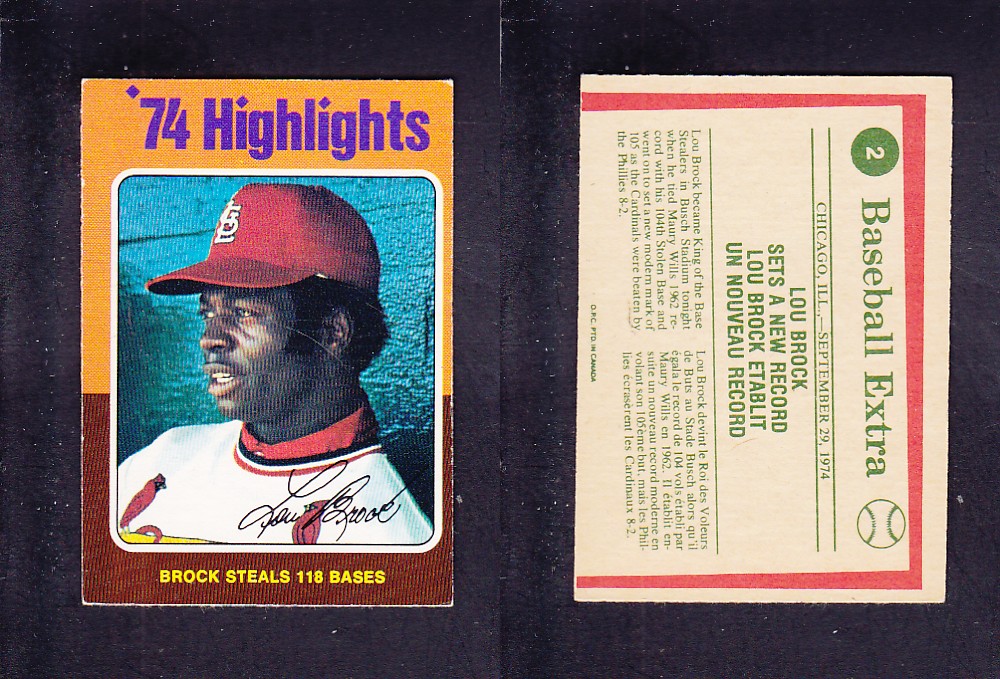 '74 Highlights
StL
Lou Brock
BROCK STEALS 118 BASES
2
Baseball Extra
CHICAGO, ILL.,—SEPTEMBER 29, 1974
LOU BROCK
SETS A NEW RECORD
LOU BROCK ETABLIT
UN NOUVEAU RECORD
Lou Brock became King of the Base
Stealers in Busch Stadium tonight
when he tied Maury Wills 1962 re-
cord with his 104th Stolen Base and
went on to set a new modern mark of
105 as the Cardinals were beaten by
the Phillies 8-2.
Lou Brock devint le Roi des Voleurs
de Buts au Stade Busch alors qu'il
égala le record de 104 vols établi par
Maury Wills en 1962. Il établit en-
suite un nouveau record moderne en
volant son 105ème but, mais les Phil-
lies écrasèrent les Cardinaux 8-2.
O.P.C. PTD. IN CANADA